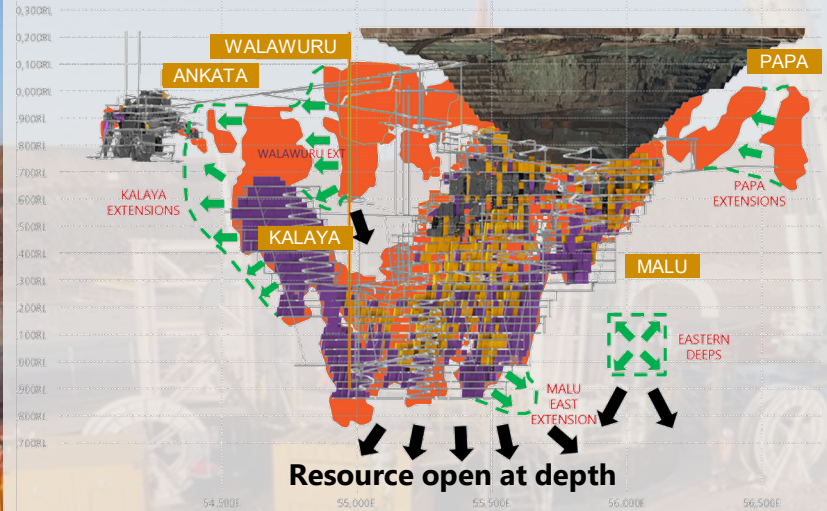 0,300RL
0,200RL
0,100RL
0,000RL
,900RL
,800RL
,700RL
,600RL
,500RL
,400RL
,300RL
,200RL
,100RL
,000RL
,900RL
,800RL
,700RL
WALAWURU
ANKATA
PAPA
WALAWURU EXT
KALAYA
EXTENSIONS
PAPA
EXTENSIONS
KALAYA
MALU
EASTERN
DEEPS
MALU
EAST
EXTENSION
Resource open at depth
54,500E
55,000E
55,500E
56,000E
56,500E